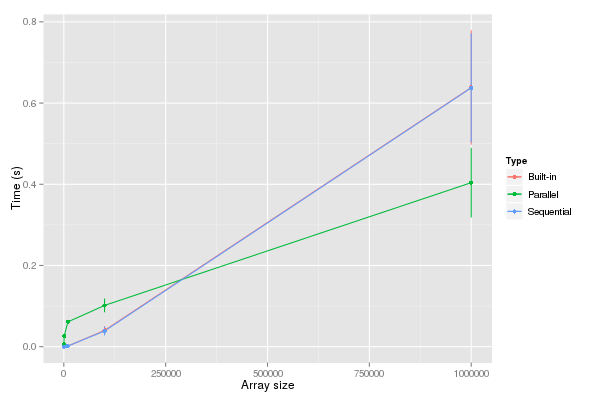 0.8
0.6
0.4
0.2
0.0
Time (s)
0
250000
500000
750000
1000000
Array size
Type
Built-in
Parallel
Sequential